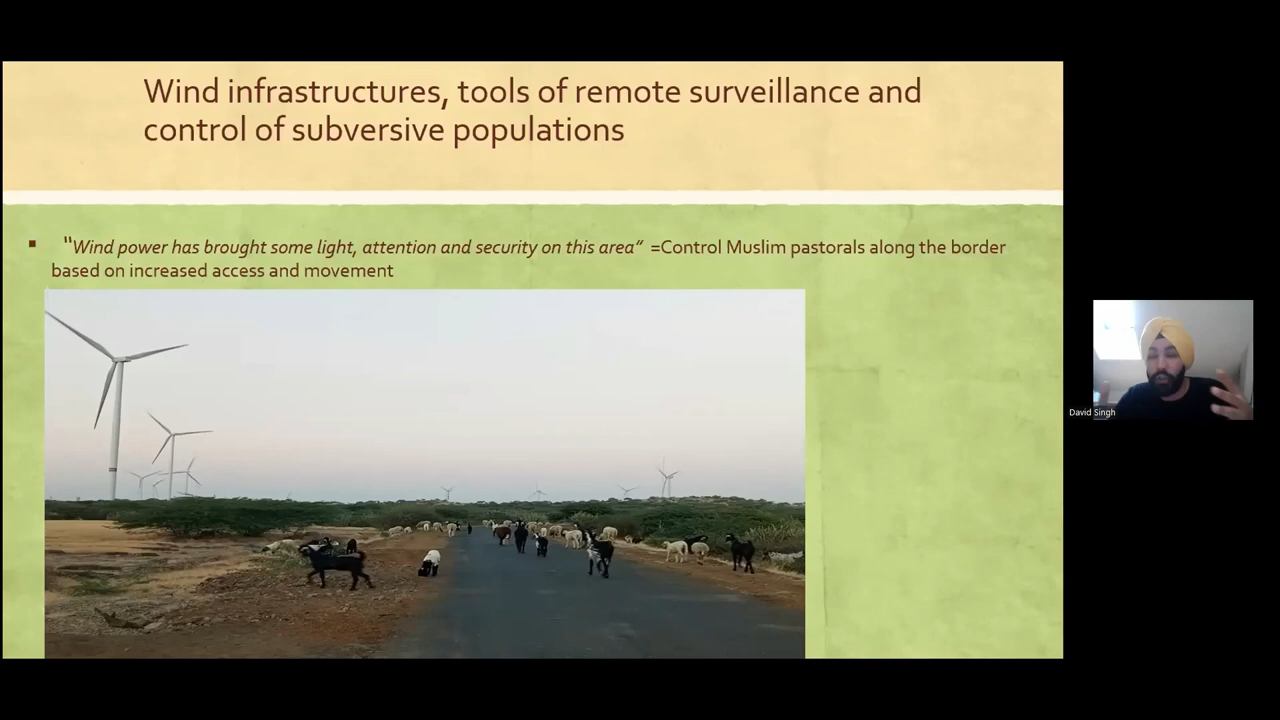 Wind infrastructures, tools of remote surveillance and
control of subversive populations
▪ "Wind power has brought some light, attention and security on this area" =Control Muslim pastorals along the border
based on increased access and movement
David Singh